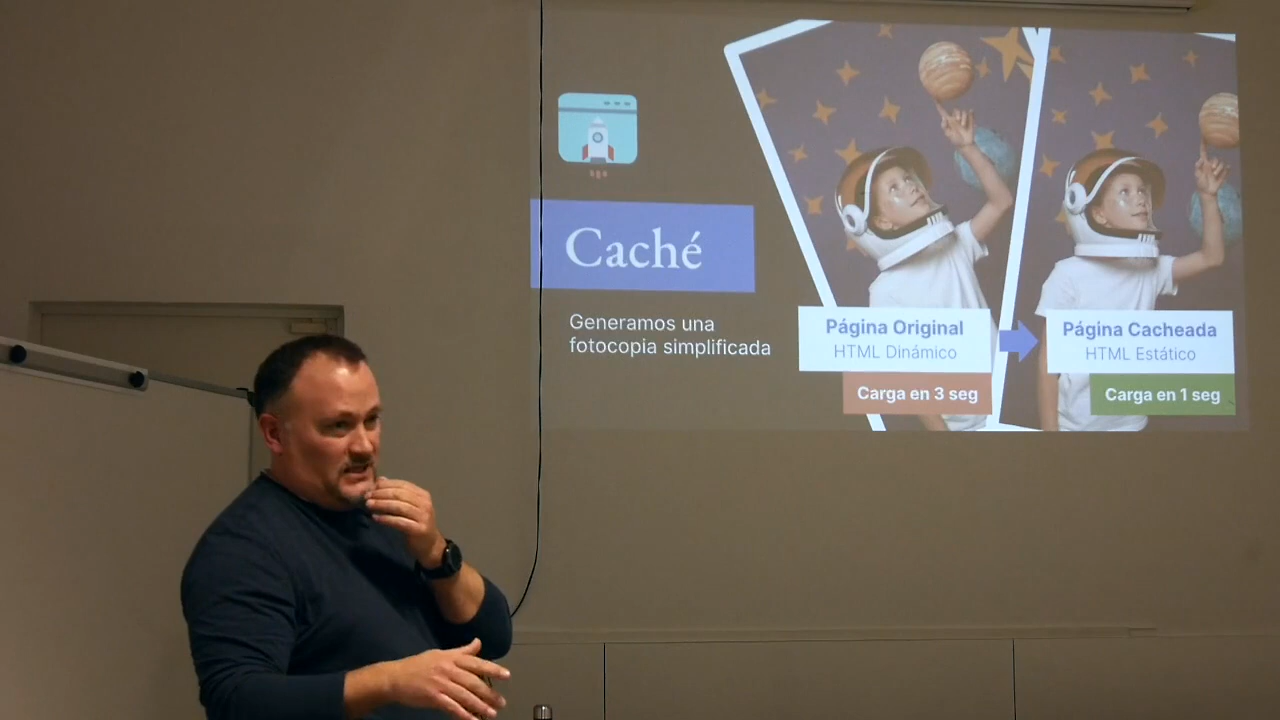 Caché
Generamos una
fotocopia simplificada
Página Original
HTML Dinámico
Carga en 3 seg
Página Cacheada
HTML Estático
Carga en 1 seg